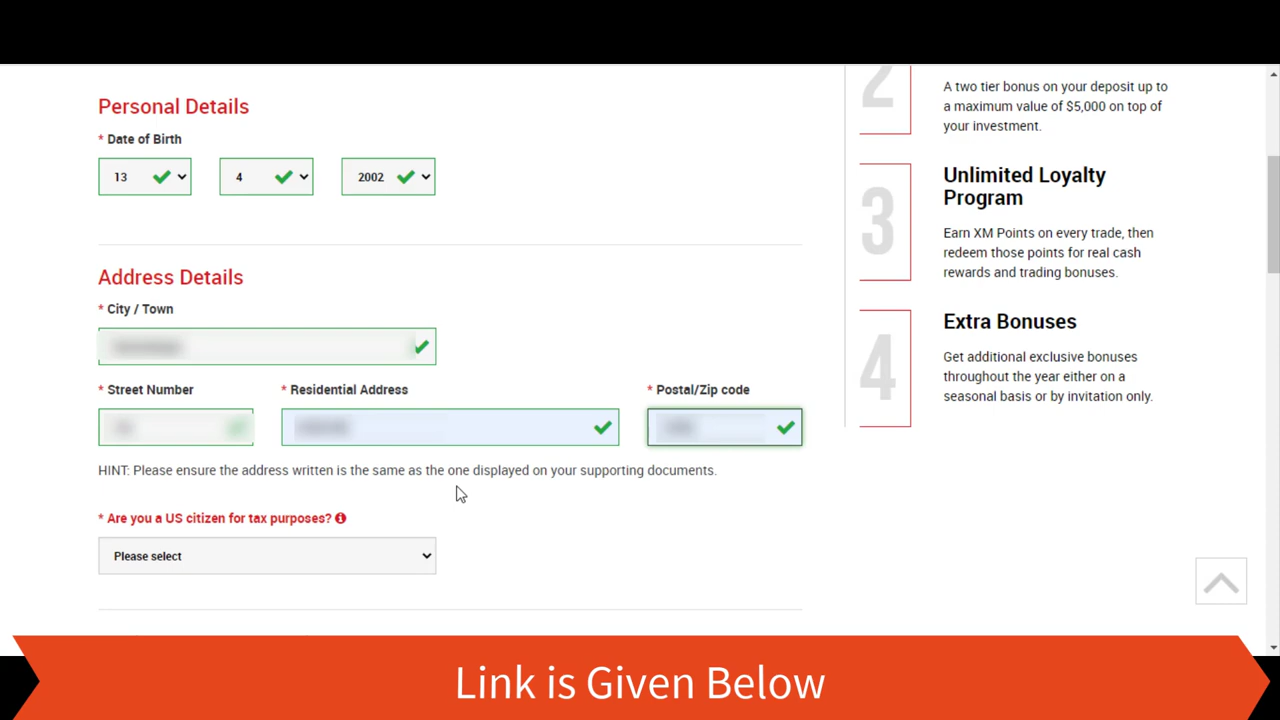 Personal Details
* Date of Birth
13
4
2002
Address Details
* City / Town
* Street Number
* Residential Address
* Postal/Zip code
HINT: Please ensure the address written is the same as the one displayed on your supporting documents.
* Are you a US citizen for tax purposes?
Please select
2
A two tier bonus on your deposit up to
a maximum value of $5,000 on top of
your investment.
3
Unlimited Loyalty
Program
Earn XM Points on every trade, then
redeem those points for real cash
rewards and trading bonuses.
4
Extra Bonuses
Get additional exclusive bonuses
throughout the year either on a
seasonal basis or by invitation only.
Link is Given Below